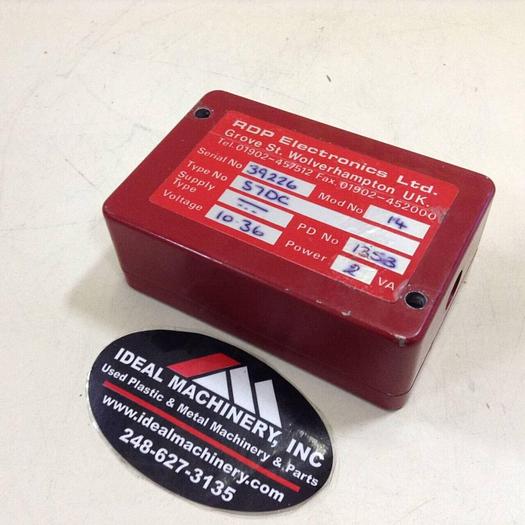 RDP Electronics Ltd.
Grove St. Wolverhampton UK.
Tel. 01902-457512 Fax. 01902-452000
Serial No 39226 Mod No 14
Type No S7DC
Supply Type PD No 1353
Voltage 10-36 Power 2 VA
IDEAL MACHINERY, INC
Used Plastic & Metal Machinery & Parts
www.idealmachinery.com
248-627-3135